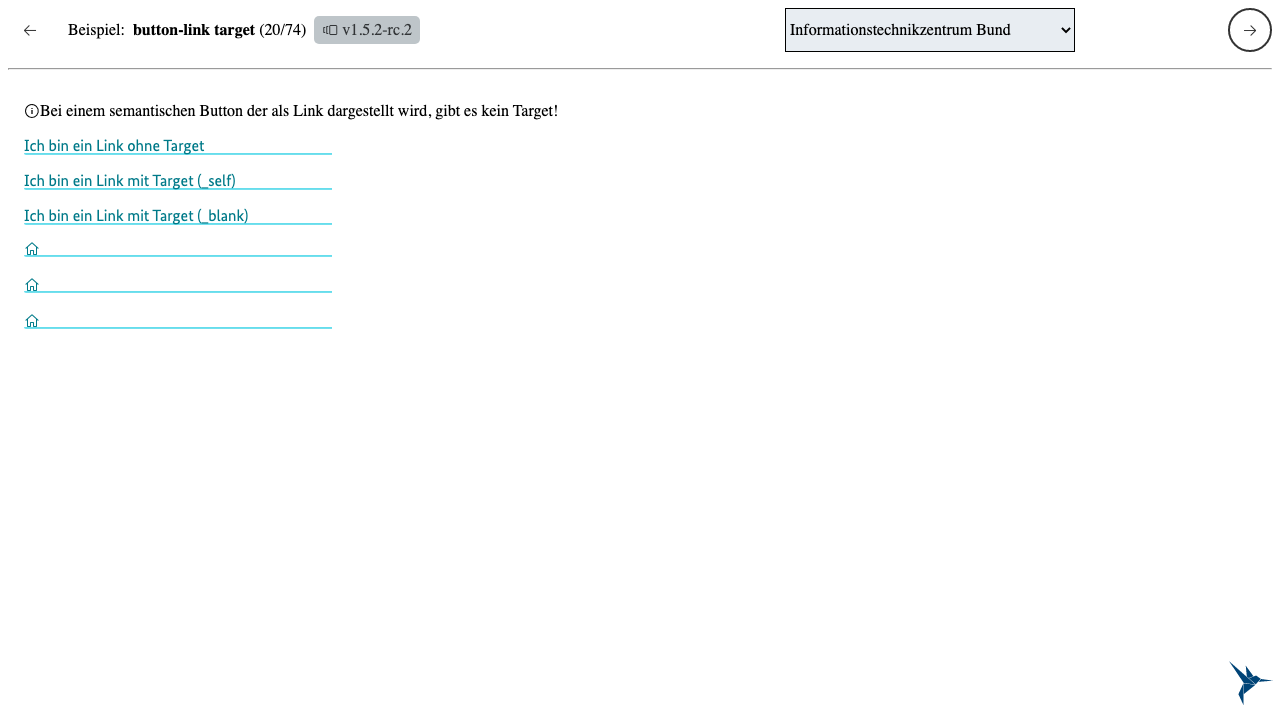 Beispiel: button-link target (20/74) v1.5.2-rc.2 Informationstechnikzentrum Bund
Bei einem semantischen Button der als Link dargestellt wird, gibt es kein Target!
Ich bin ein Link ohne Target
Ich bin ein Link mit Target (_self)
Ich bin ein Link mit Target (_blank)